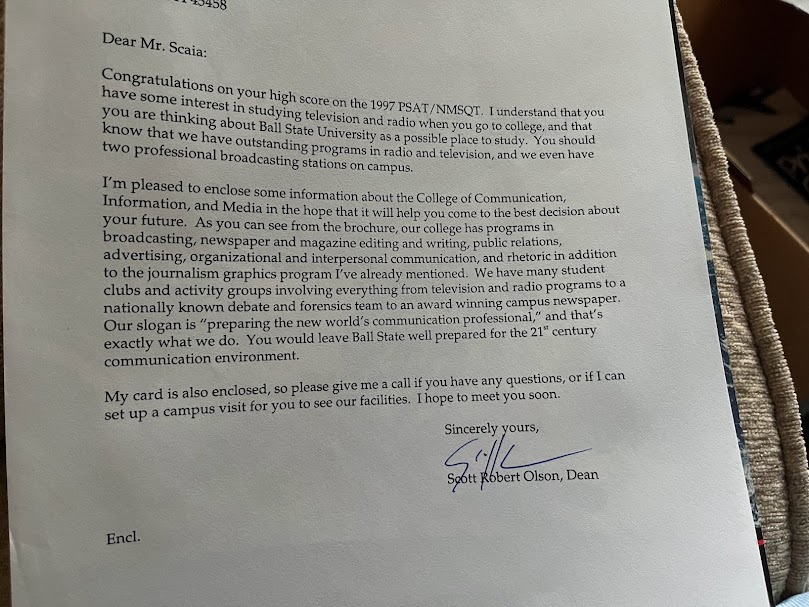 43458
Dear Mr. Scaia:
Congratulations on your high score on the 1997 PSAT/NMSQT. I understand that you
have some interest in studying television and radio when you go to college, and that
you are thinking about Ball State University as a possible place to study. You should
know that we have outstanding programs in radio and television, and we even have
two professional broadcasting stations on campus.
I'm pleased to enclose some information about the College of Communication,
Information, and Media in the hope that it will help you come to the best decision about
your future. As you can see from the brochure, our college has programs in
broadcasting, newspaper and magazine editing and writing, public relations,
advertising, organizational and interpersonal communication, and rhetoric in addition
to the journalism graphics program I've already mentioned. We have many student
clubs and activity groups involving everything from television and radio programs to a
nationally known debate and forensics team to an award winning campus newspaper.
Our slogan is "preparing the new world's communication professional," and that's
exactly what we do. You would leave Ball State well prepared for the 21st century
communication environment.
My card is also enclosed, so please give me a call if you have any questions, or if I can
set up a campus visit for you to see our facilities. I hope to meet you soon.
Sincerely yours,
Scott Robert Olson, Dean
Encl.